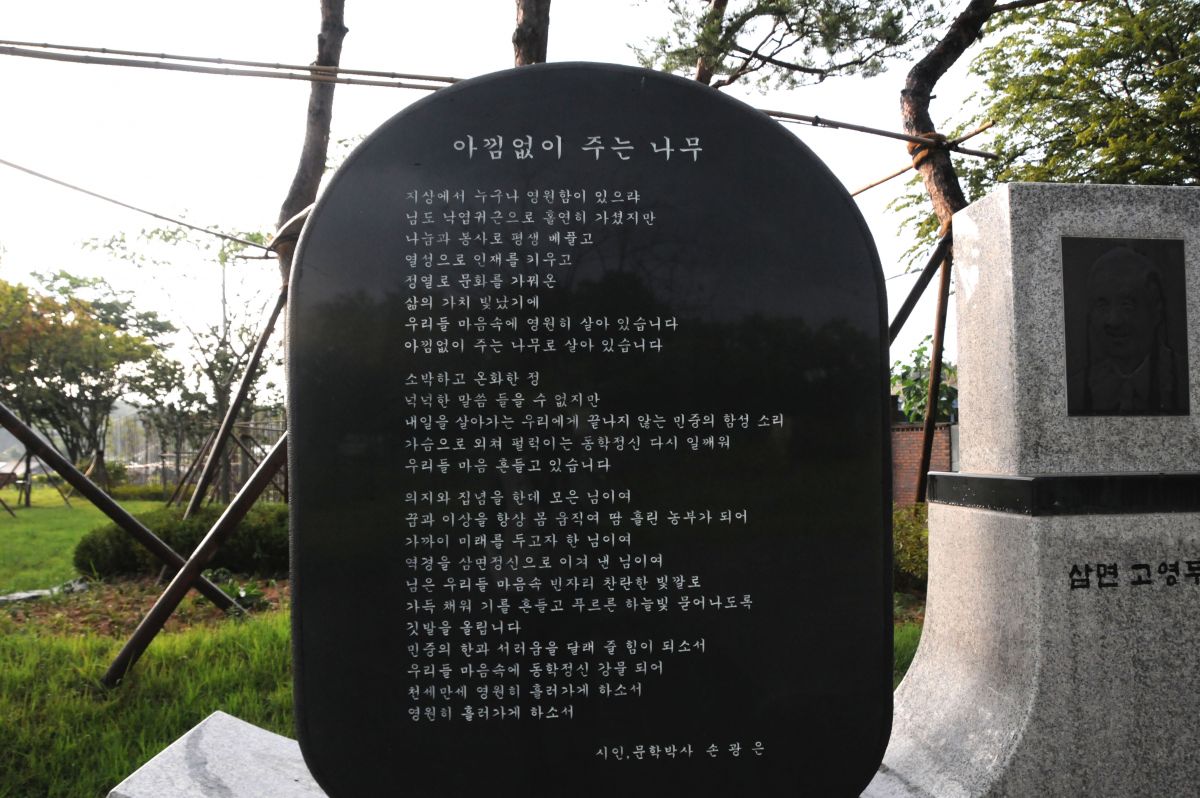 아낌없이 주는 나무
지상에서 누구나 영원함이 있으랴
님도 낙엽귀근으로 홀연히 가셨지만
나눔과 봉사로 평생 베풀고
열성으로 인재를 키우고
정열로 문화를 가꿔온
삶의 가치 빛났기에
우리들 마음속에 영원히 살아 있습니다
아낌없이 주는 나무로 살아 있습니다
소박하고 온화한 정
넉넉한 말씀 들을 수 없지만
내일을 살아가는 우리에게 끝나지 않는 민중의 함성 소리
가슴으로 외쳐 펄럭이는 동학정신 다시 일깨워
우리들 마음 흔들고 있습니다
의지와 집념을 한데 모은 님이여
꿈과 이상을 항상 몸 움직여 땀 흘린 농부가 되어
가까이 미래를 두고자 한 님이여
역경을 삼면정신으로 이겨 낸 님이여
님은 우리들 마음속 빈자리 찬란한 빛깔로
가득 채워 기를 흔들고 푸르른 하늘빛 묻어나도록
깃발을 올립니다
민중의 한과 서러움을 달래 줄 힘이 되소서
우리들 마음속에 동학정신 강물 되어
천세만세 영원히 흘러가게 하소서
영원히 흘러가게 하소서
시인,문학박사 손 광 은
삼면 고영